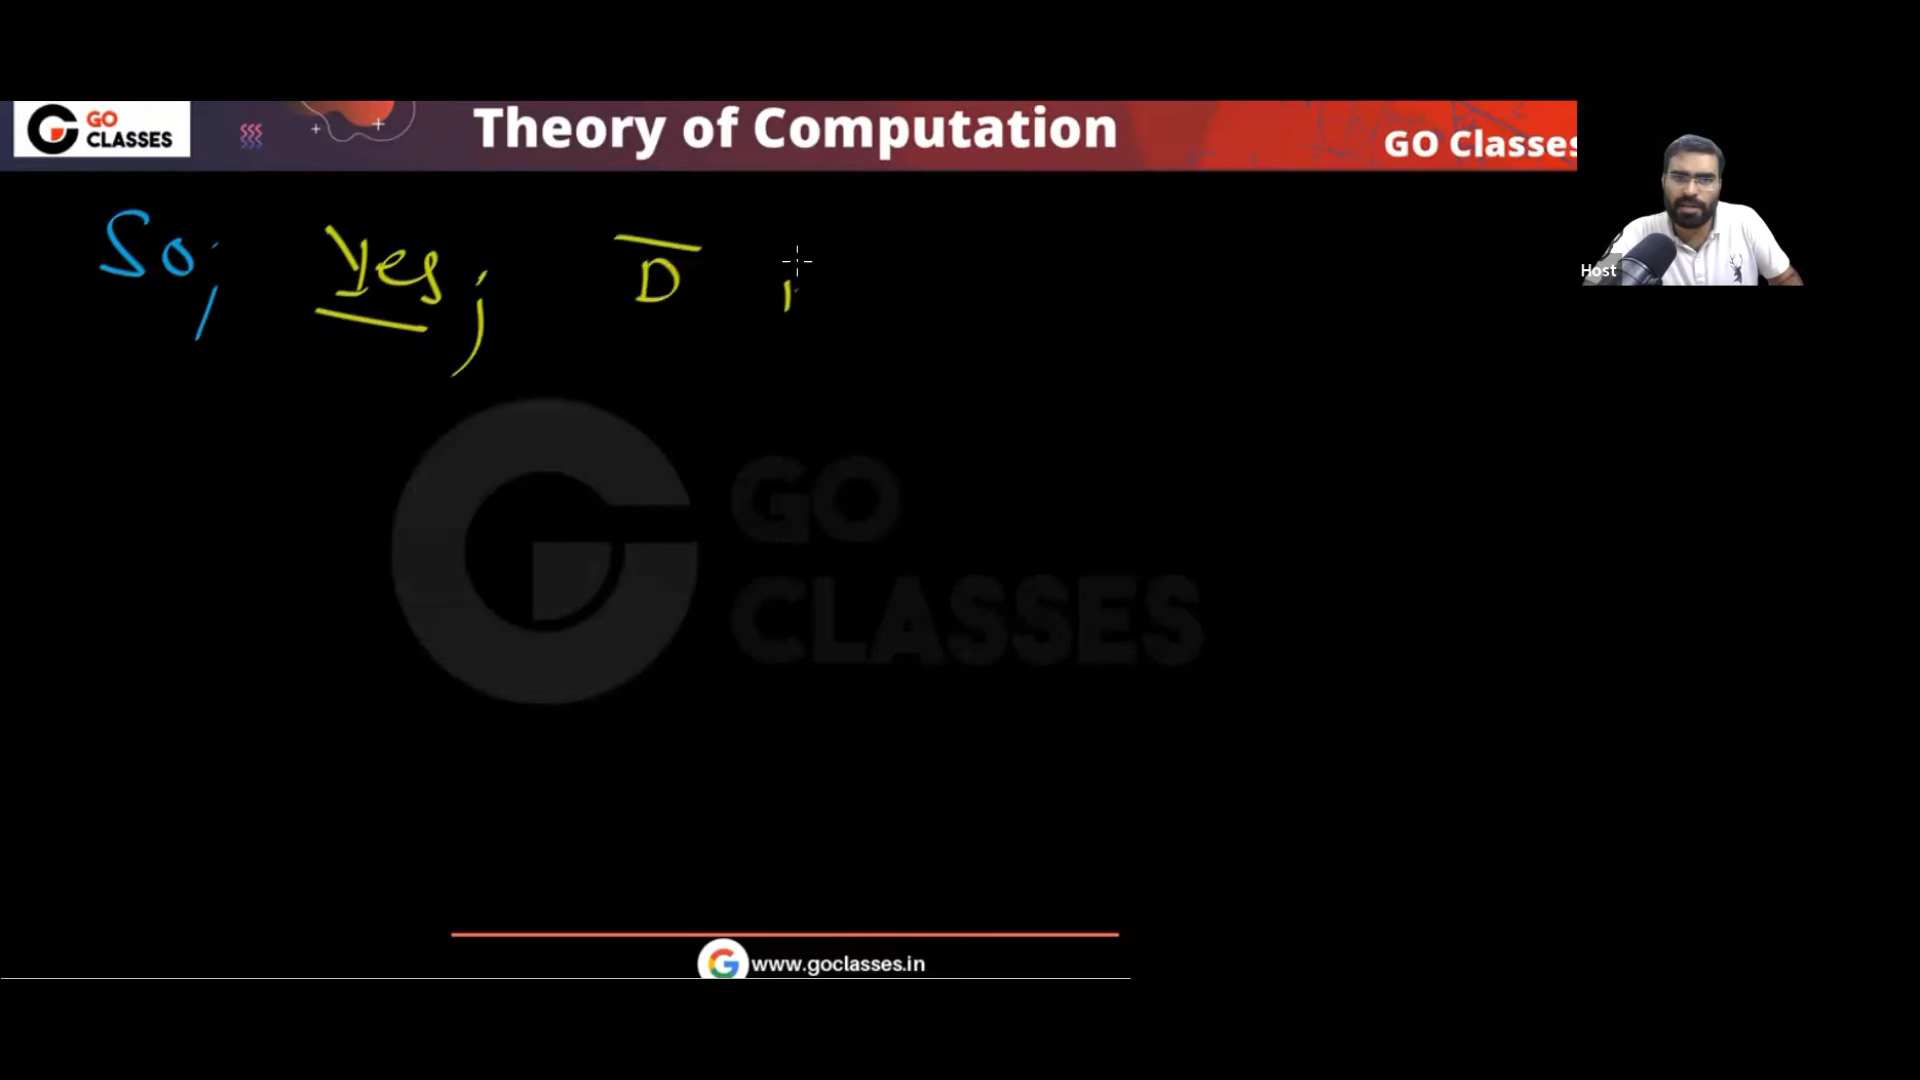 GO CLASSES
Theory of Computation
GO Classes
So, Yes; D̅
Host
GO
CLASSES
www.goclasses.in